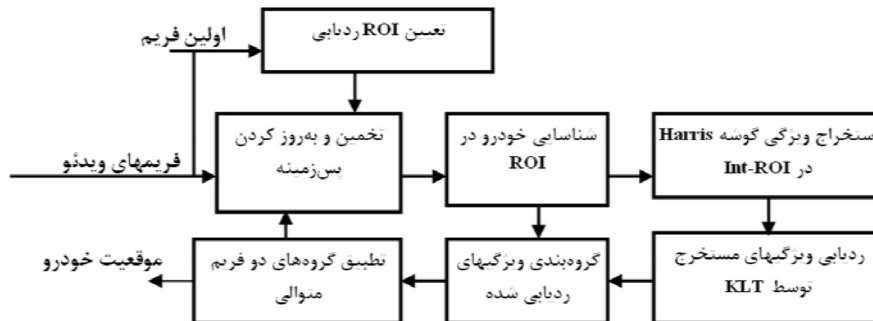 اولین فریم
تعیین ROI ردیابی
فریمهای ویدئو
تخمین و به‌روز کردن
پس‌زمینه
شناسایی خودرو در
ROI
ستخراج ویژگی گوشه Harris
در Int-ROI
موقعیت خودرو
تطبیق گروه‌های دو فریم
متوالی
گروه‌بندی ویژگیهای
ردیابی شده
ردیابی ویژگیهای مستخرج
توسط KLT